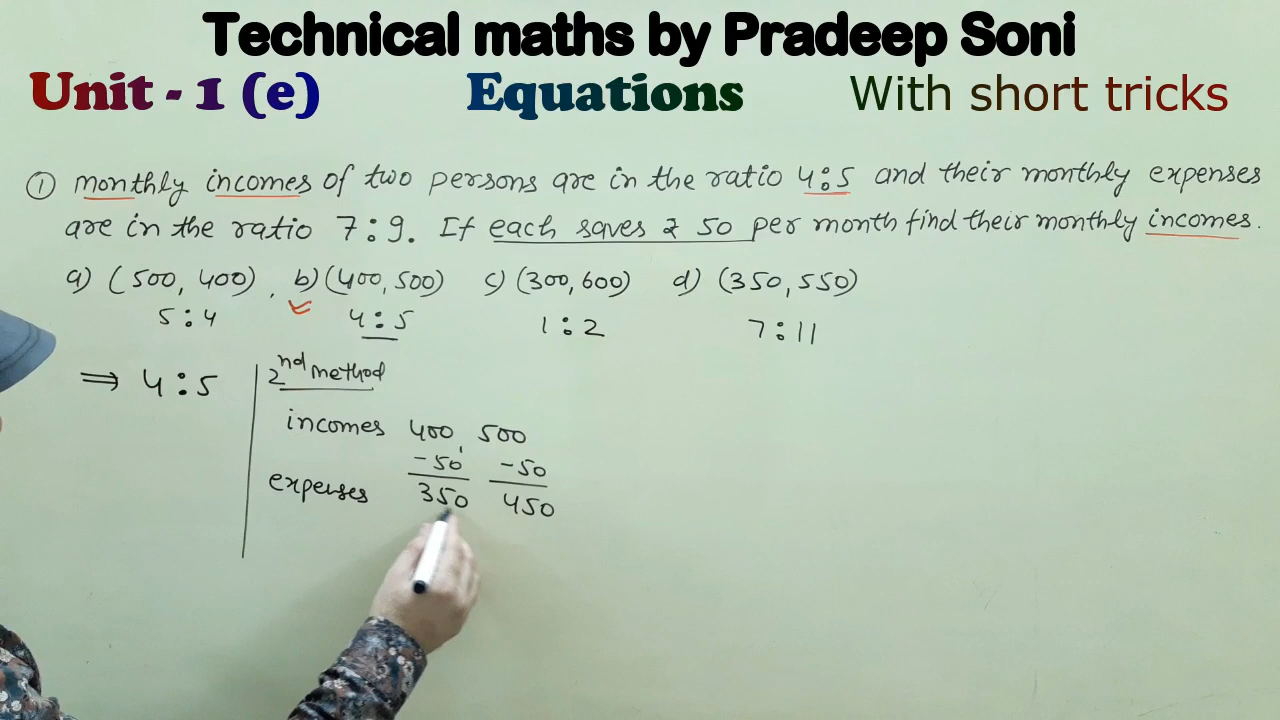 Technical maths by Pradeep Soni
Unit - 1 (e) Equations With short tricks
① monthly incomes of two persons are in the ratio 4:5 and their monthly expenses
are in the ratio 7:9. If each saves ₹ 50 per month find their monthly incomes.
a) (500, 400), b) (400, 500) c) (300, 600) d) (350, 550)
5:4 4:5 1:2 7:11
⇒ 4:5
2nd method
incomes 400, 500
-50 -50
expenses 350 450